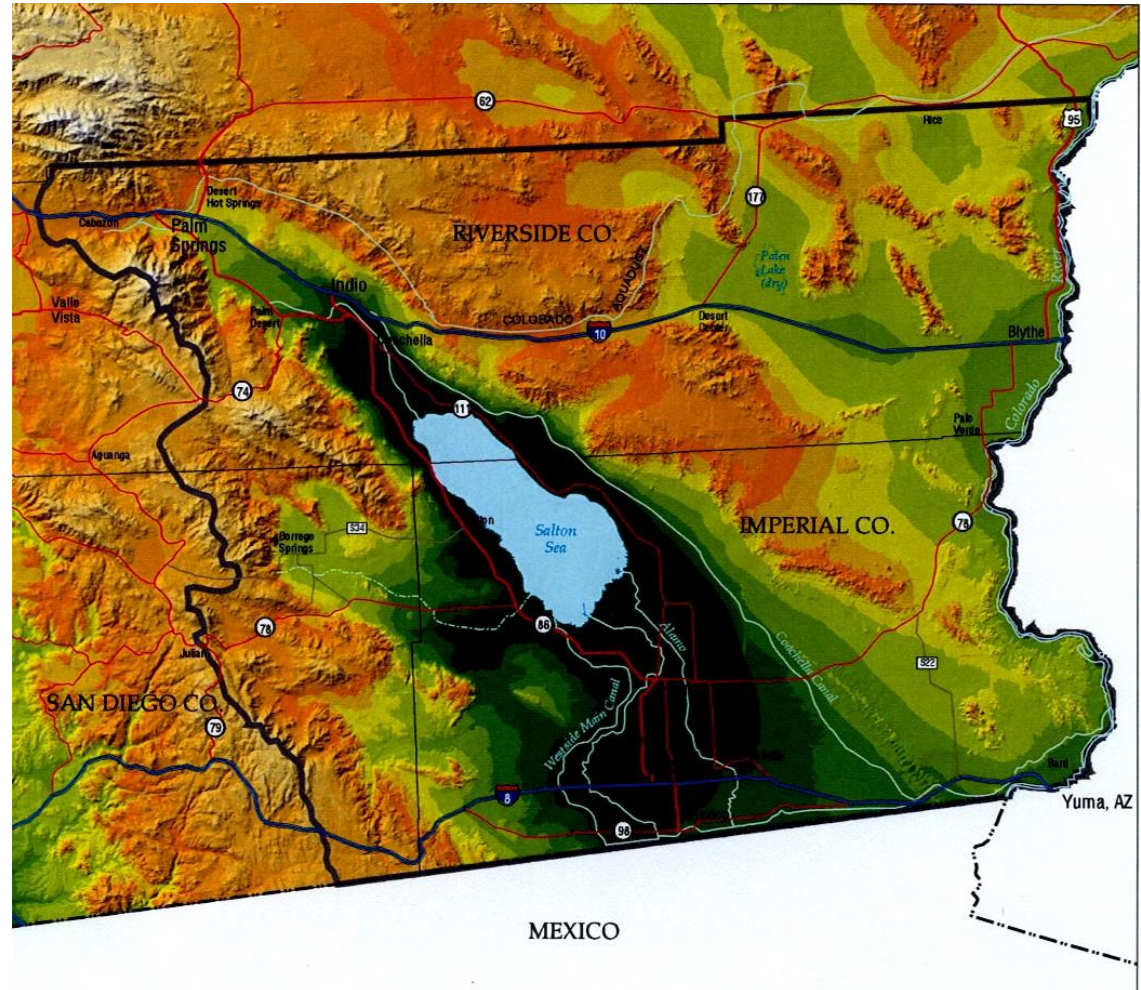 62
95
Rice
Desert
Hot Springs
177
Cabazon
Palm
Springs
RIVERSIDE CO.
Palen
Lake
(dry)
River
AQUADUCT
Indio
Valle
Vista
Palm
Desert
COLORADO
10
Desert
Center
Blythe
74
111
Colorado
Palo
Verde
Aguanga
S34
Salton
Sea
IMPERIAL CO.
78
Borrego
Springs
78
86
Alamo
Julian
Coachella Canal
S22
SAN DIEGO CO.
79
Westside Main Canal
8
Bard
Yuma, AZ
98
MEXICO